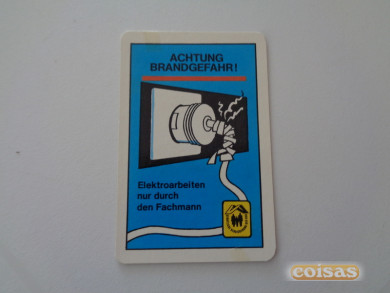 ACHTUNG
BRANDGEFAHR!
Elektroarbeiten
nur durch
den Fachmann
coisas